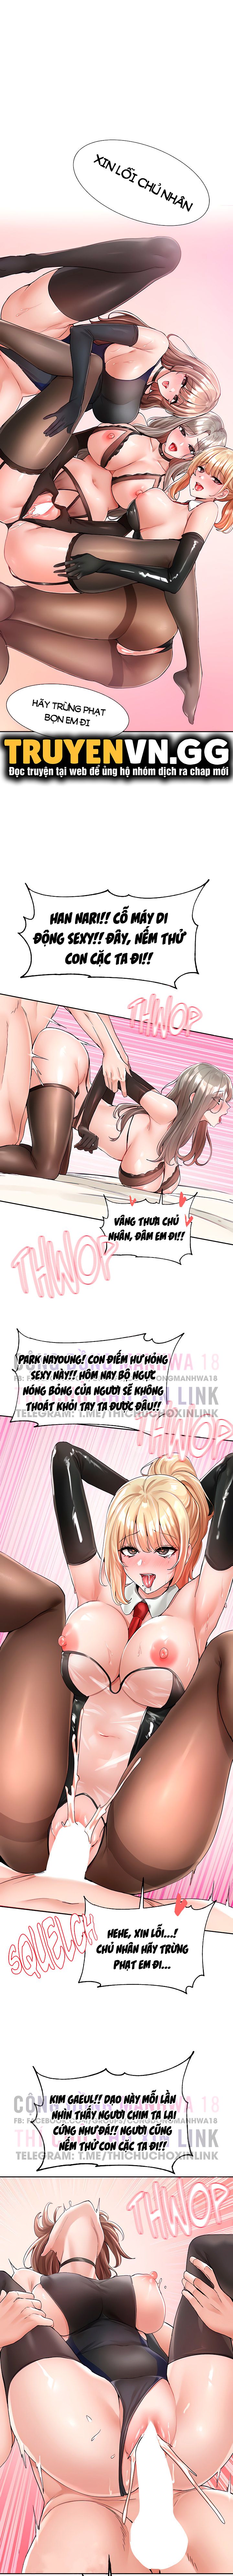 XIN LỖI CHỦ NHÂN
HÃY TRỪNG PHẠT
BỌN EM ĐI
TRUYENVN.GG
Đọc truyện tại web để ủng hộ nhóm dịch ra chap mới
HAN NARI!! CỖ MÁY DI
ĐỘNG SEXY!! ĐÂY, NẾM THỬ
CON CẶC TA ĐI!!
THWOP
VÂNG THƯA CHỦ
NHÂN, ĐÂM EM ĐI!!
THWOP
PARK NAYOUNG! CON ĐIẾM HƯ HỎNG
SEXY NÀY!! HÔM NAY BỘ NGỰC
NÓNG BỎNG CỦA NGƯƠI SẼ KHÔNG
THOÁT KHỎI TAY TA ĐƯỢC ĐÂU!!
TELEGRAM: T.ME/THICHUCHOXINLINK
THWOP
SQUELCH
HEHE, XIN LỖI...!
CHỦ NHÂN HÃY TRỪNG
PHẠT EM ĐI...
KIM GAEUL!! DẠO NÀY MỖI LẦN
NHÌN THẤY NGƯƠI CHIM TA LẠI
CỨNG NHƯ ĐÁ!! NGƯƠI CŨNG
NẾM THỬ CON CẶC TA ĐI!!
TELEGRAM: T.ME/THICHUCHOXINLINK
THWOP